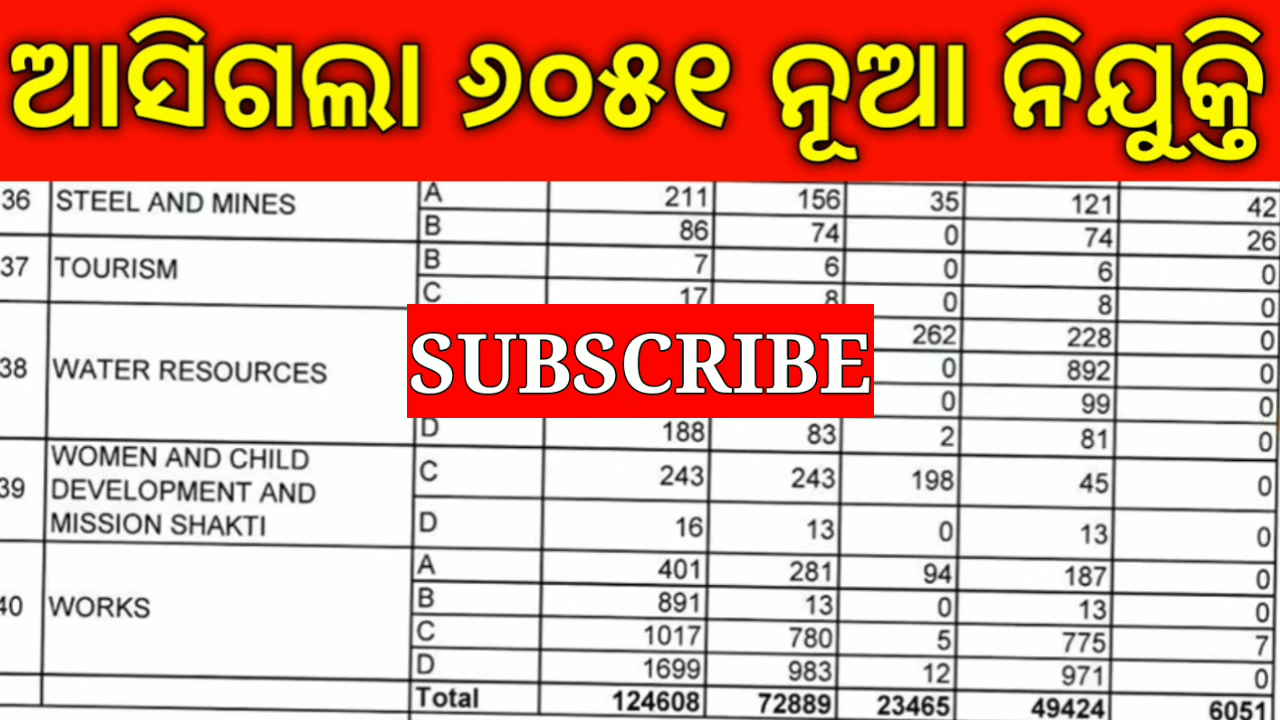 ଆସିଗଲା ୬୦୫୧ ନୂଆ ନିଯୁକ୍ତି
36 STEEL AND MINES A 211 156 35 121 42
B 86 74 0 74 26
37 TOURISM B 7 6 0 6 0
C 17 8 0 8 0
262 228 0
38 WATER RESOURCES 0 892 0
SUBSCRIBE
0 99 0
D 188 83 2 81 0
39 WOMEN AND CHILD DEVELOPMENT AND MISSION SHAKTI C 243 243 198 45 0
D 16 13 0 13 0
A 401 281 94 187 0
40 WORKS B 891 13 0 13 0
C 1017 780 5 775 7
D 1699 983 12 971 0
Total 124608 72889 23465 49424 6051